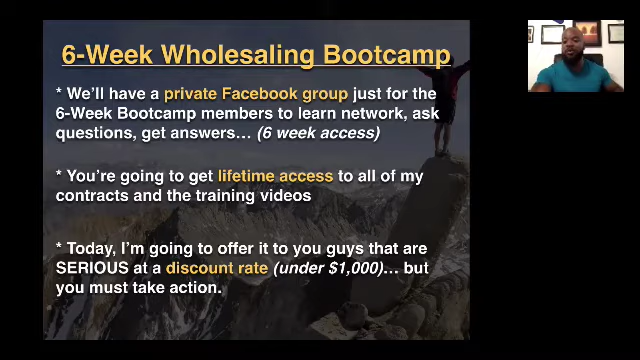 6-Week Wholesaling Bootcamp
* We'll have a private Facebook group just for the
6-Week Bootcamp members to learn network, ask
questions, get answers... (6 week access)
* You're going to get lifetime access to all of my
contracts and the training videos
* Today, I'm going to offer it to you guys that are
SERIOUS at a discount rate (under $1,000)... but
you must take action.